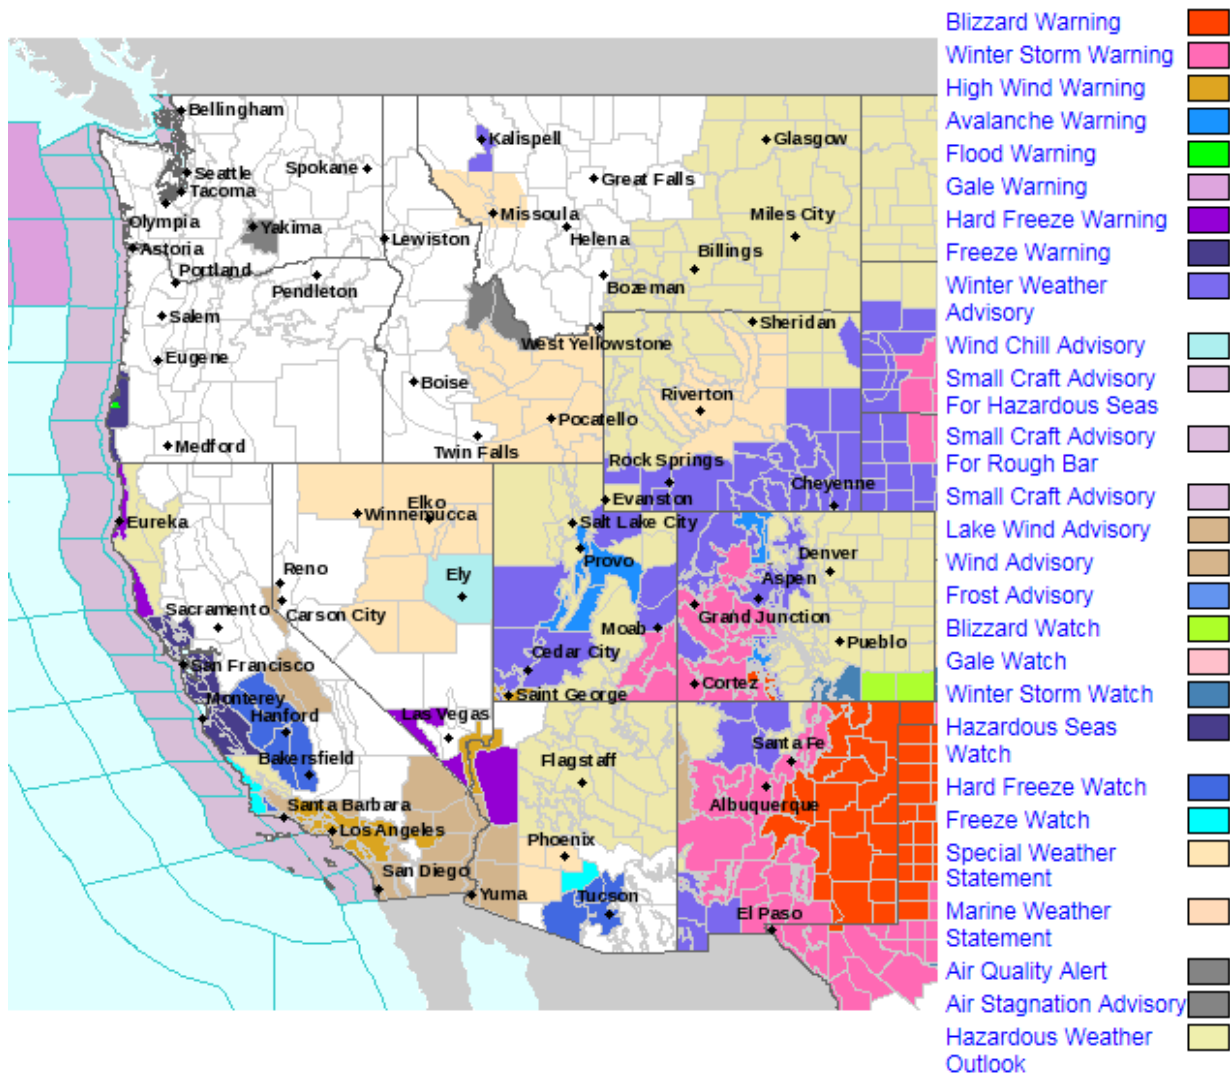 Blizzard Warning
Winter Storm Warning
High Wind Warning
Avalanche Warning
Flood Warning
Gale Warning
Hard Freeze Warning
Freeze Warning
Winter Weather
Advisory
Wind Chill Advisory
Small Craft Advisory
For Hazardous Seas
Small Craft Advisory
For Rough Bar
Small Craft Advisory
Lake Wind Advisory
Wind Advisory
Frost Advisory
Blizzard Watch
Gale Watch
Winter Storm Watch
Hazardous Seas
Watch
Hard Freeze Watch
Freeze Watch
Special Weather
Statement
Marine Weather
Statement
Air Quality Alert
Air Stagnation Advisory
Hazardous Weather
Outlook
Bellingham
Seattle
Tacoma
Olympia
Spokane
Yakima
Astoria
Portland
Pendleton
Lewiston
Salem
Eugene
Medford
Kalispell
Great Falls
Missoula
Helena
Glasgow
Miles City
Billings
Bozeman
West Yellowstone
Boise
Pocatello
Twin Falls
Sheridan
Riverton
Rock Springs
Evanston
Cheyenne
Eureka
Winnemucca
Elko
Reno
Ely
Carson City
Sacramento
San Francisco
Monterey
Hanford
Bakersfield
Las Vegas
Santa Barbara
Los Angeles
San Diego
Yuma
Salt Lake City
Provo
Moab
Cedar City
Saint George
Denver
Aspen
Grand Junction
Pueblo
Cortez
Flagstaff
Phoenix
Tucson
Santa Fe
Albuquerque
El Paso